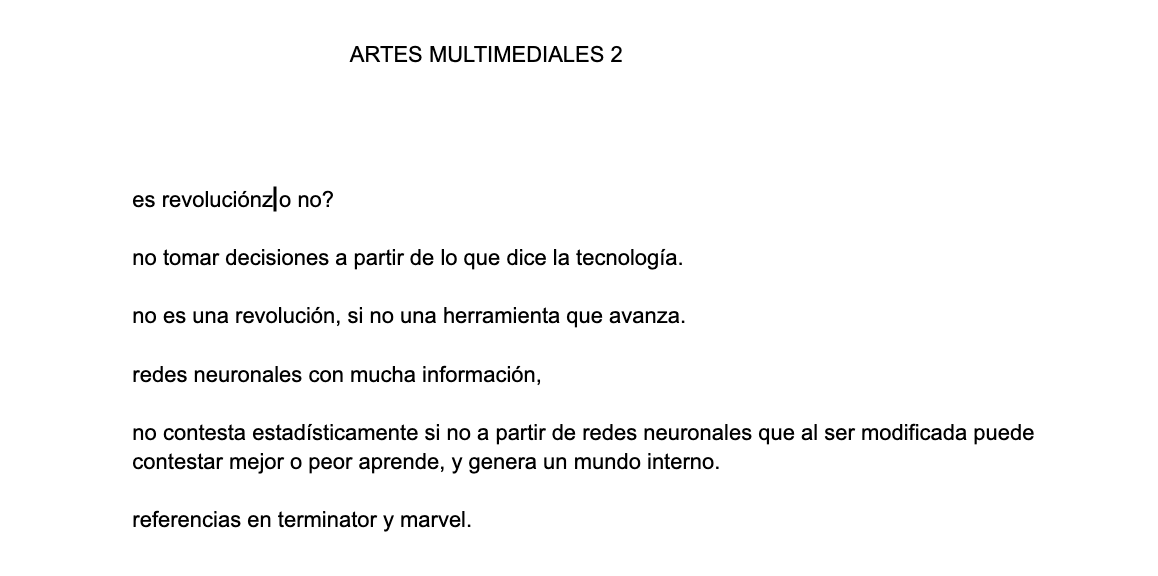 ARTES MULTIMEDIALES 2
es revoluciónz o no?
no tomar decisiones a partir de lo que dice la tecnología.
no es una revolución, si no una herramienta que avanza.
redes neuronales con mucha información,
no contesta estadísticamente si no a partir de redes neuronales que al ser modificada puede
contestar mejor o peor aprende, y genera un mundo interno.
referencias en terminator y marvel.